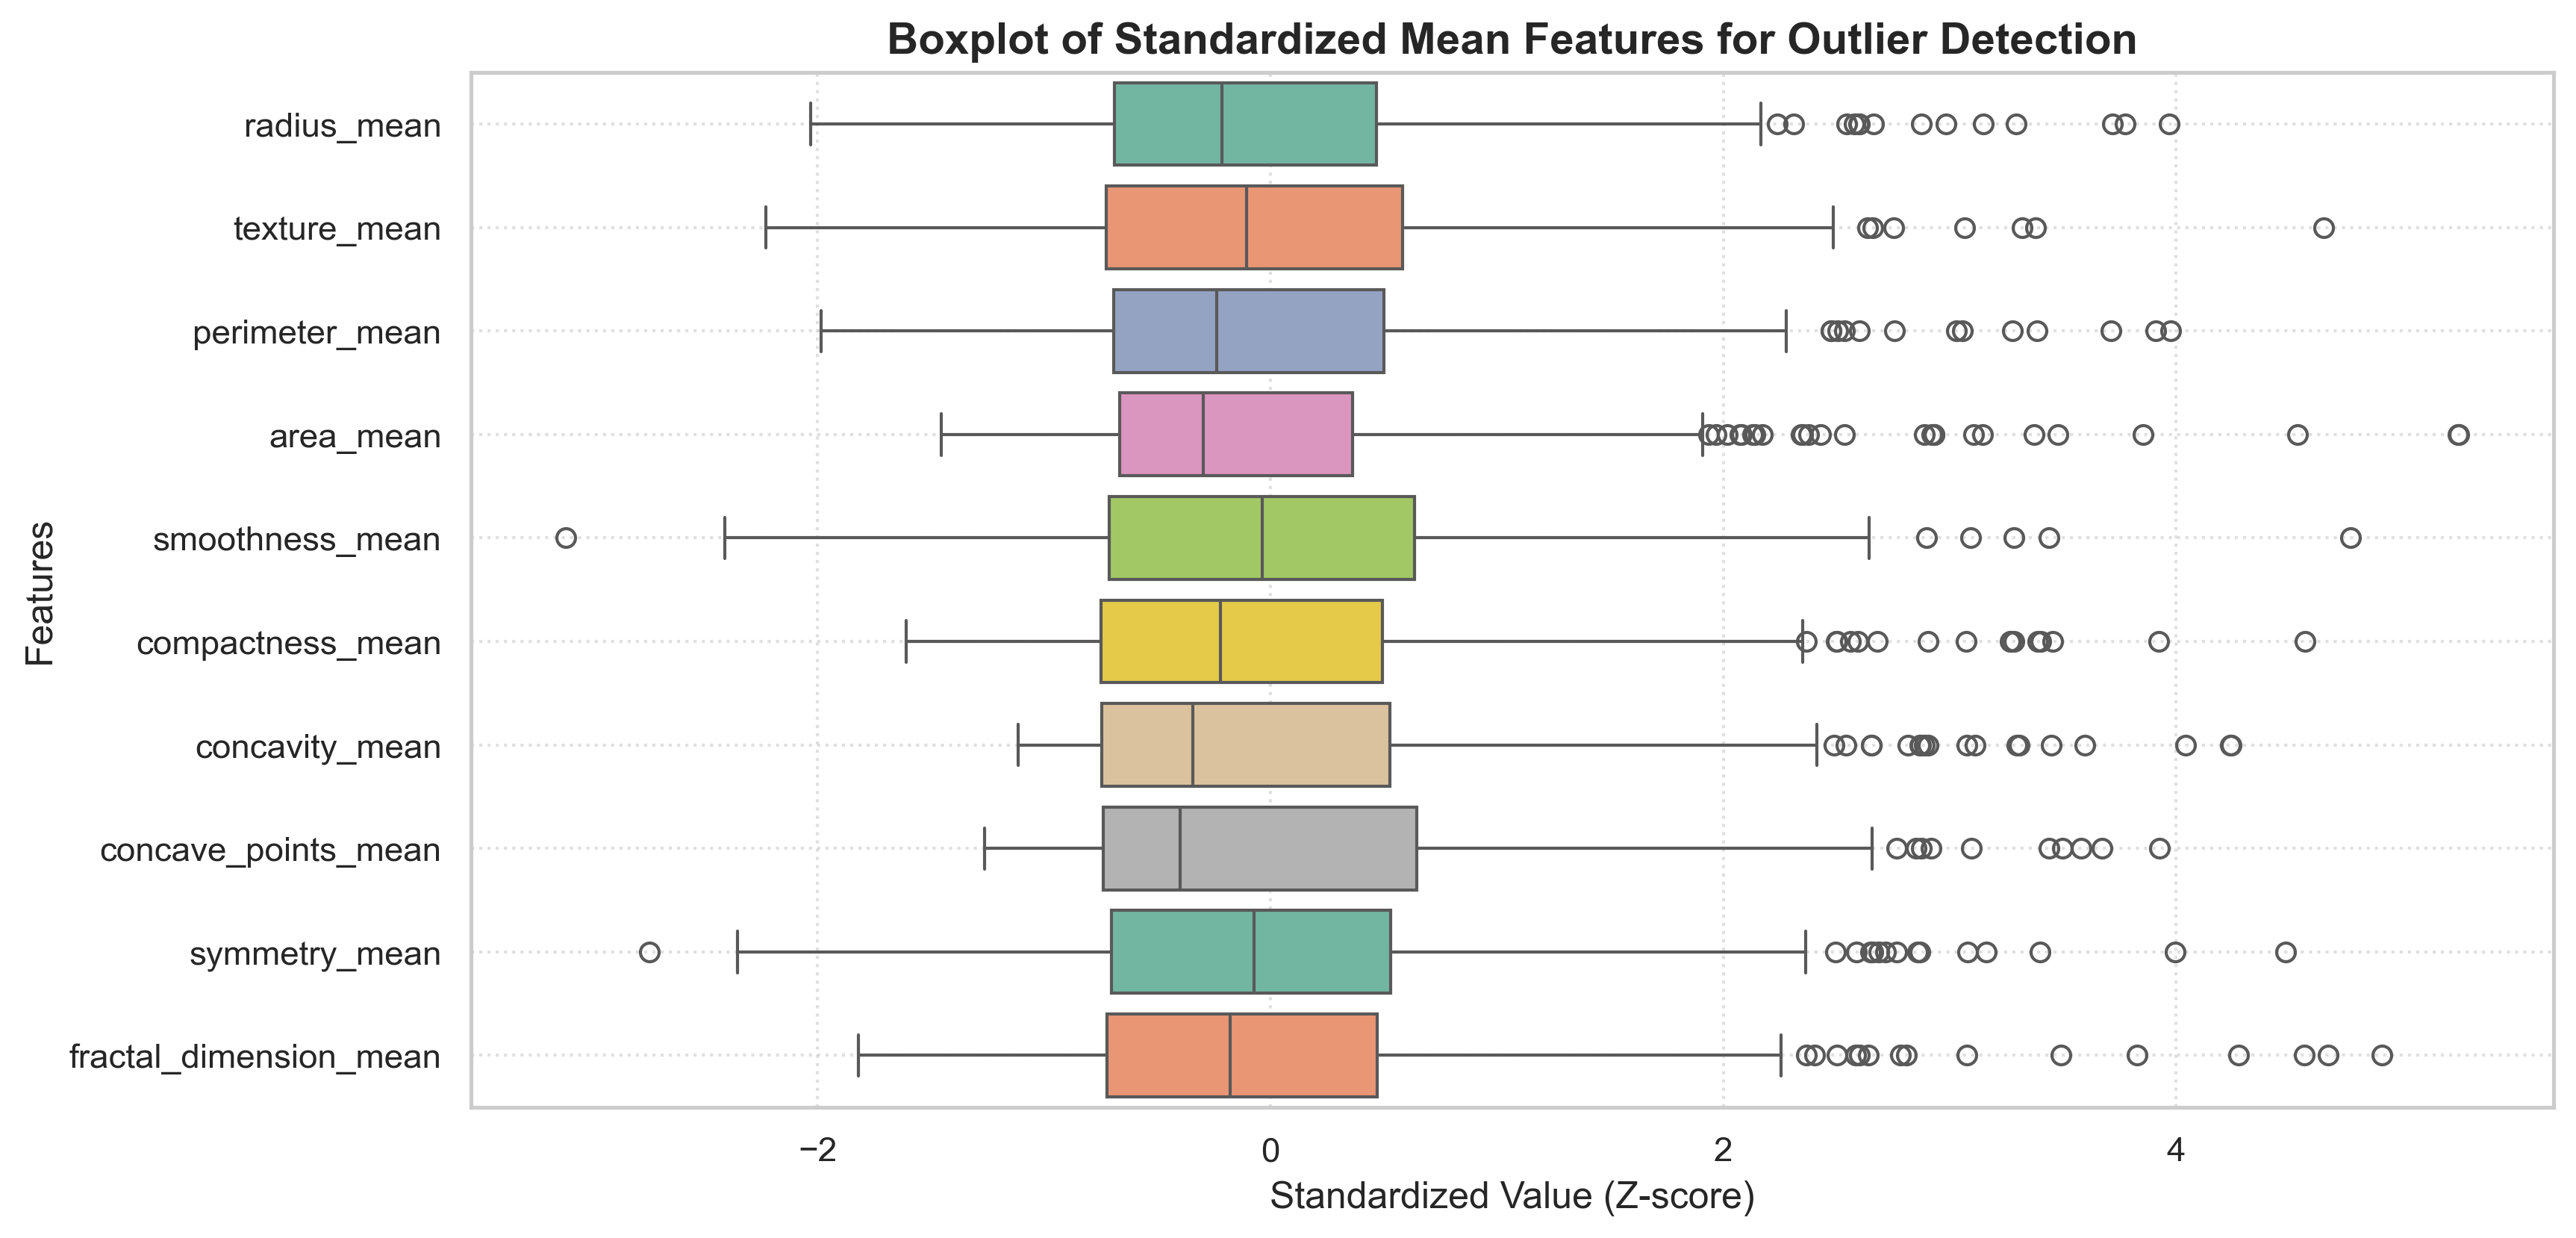 Boxplot of Standardized Mean Features for Outlier Detection
radius_mean
texture_mean
perimeter_mean
area_mean
smoothness_mean
compactness_mean
concavity_mean
concave_points_mean
symmetry_mean
fractal_dimension_mean
Features
−2 0 2 4
Standardized Value (Z-score)